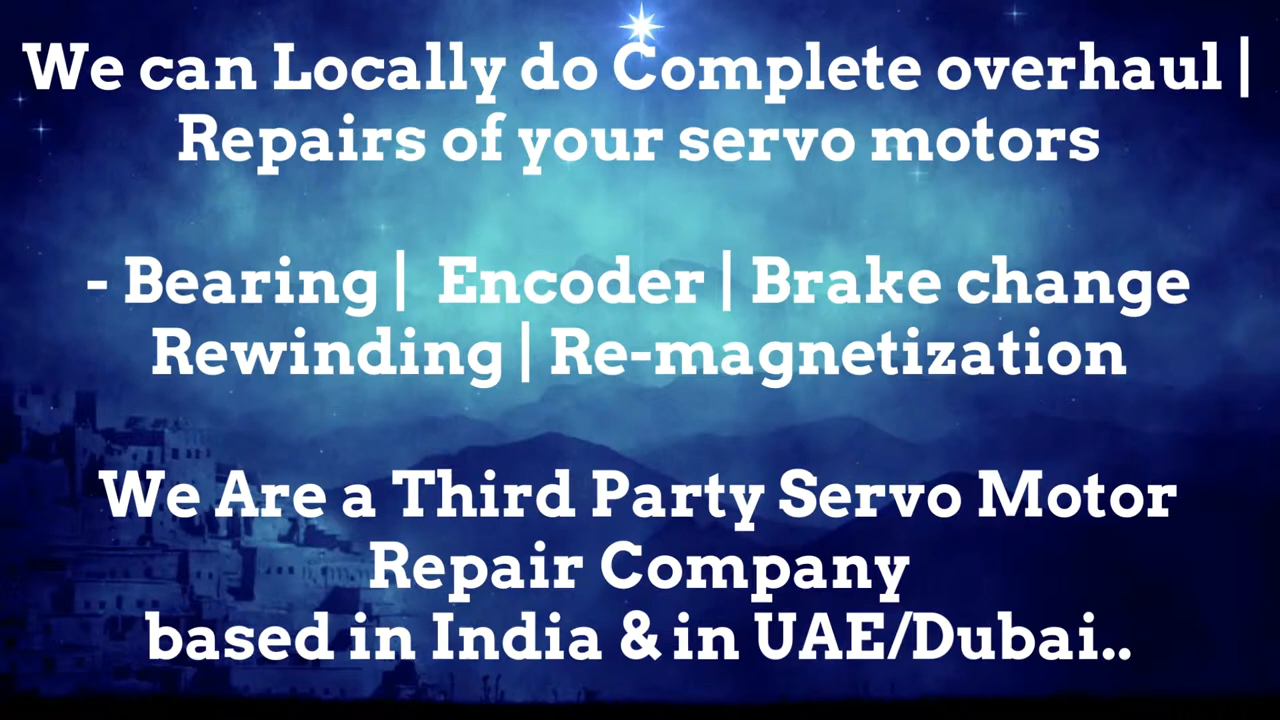 We can Locally do Complete overhaul |
Repairs of your servo motors
- Bearing | Encoder | Brake change
Rewinding | Re-magnetization
We Are a Third Party Servo Motor
Repair Company
based in India & in UAE/Dubai..